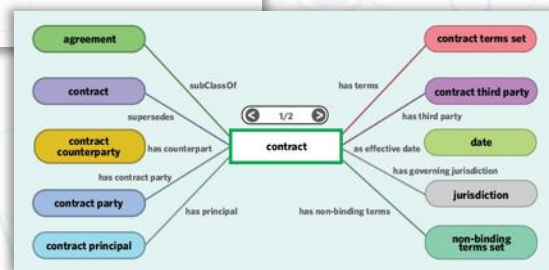 agreement
contract terms set
subClassOf
has terms
contract
contract third party
supersedes
has third party
1/2
contract
counterparty
has counterpart
contract
as effective date
date
has contract party
has governing jurisdiction
contract party
jurisdiction
has principal
has non-binding terms
contract principal
non-binding
terms set